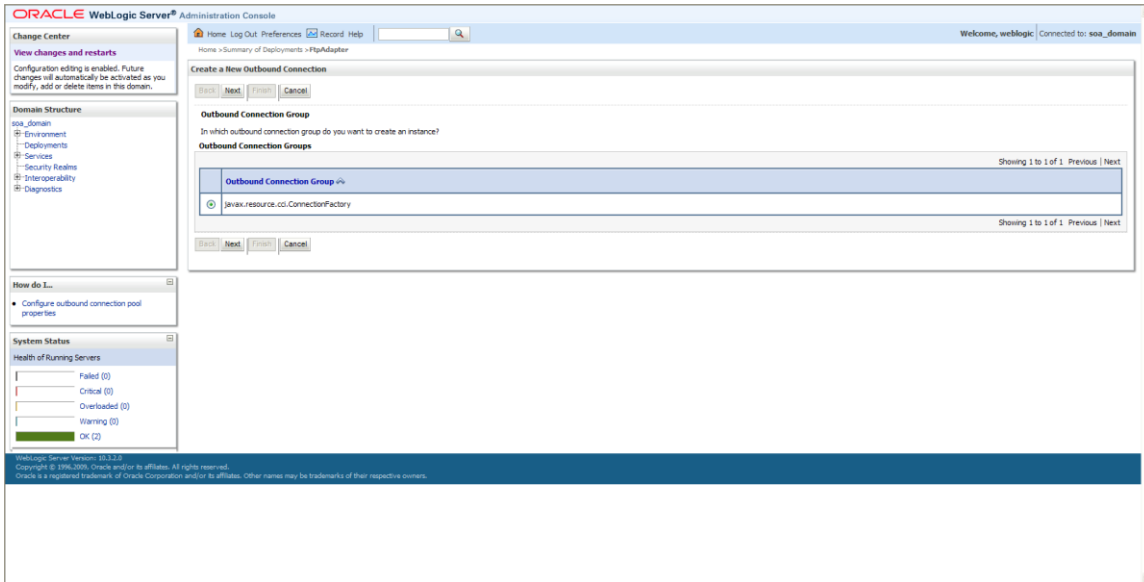 ORACLE WebLogic Server® Administration Console
Change Center
View changes and restarts
Configuration editing is enabled. Future
changes will automatically be activated as you
modify, add or delete items in this domain.
Domain Structure
soa_domain
Environment
Deployments
Services
Security Realms
Interoperability
Diagnostics
How do I...
Configure outbound connection pool
properties
System Status
Health of Running Servers
Failed (0)
Critical (0)
Overloaded (0)
Warning (0)
OK (2)
Home Log Out Preferences Record Help
Welcome, weblogic Connected to: soa_domain
Home >Summary of Deployments >FtpAdapter
Create a New Outbound Connection
Back Next Finish Cancel
Outbound Connection Group
In which outbound connection group do you want to create an instance?
Outbound Connection Groups
Showing 1 to 1 of 1 Previous | Next
Outbound Connection Group
javax.resource.cci.ConnectionFactory
Showing 1 to 1 of 1 Previous | Next
Back Next Finish Cancel
WebLogic Server Version: 10.3.2.0
Copyright © 1996,2009, Oracle and/or its affiliates. All rights reserved.
Oracle is a registered trademark of Oracle Corporation and/or its affiliates. Other names may be trademarks of their respective owners.